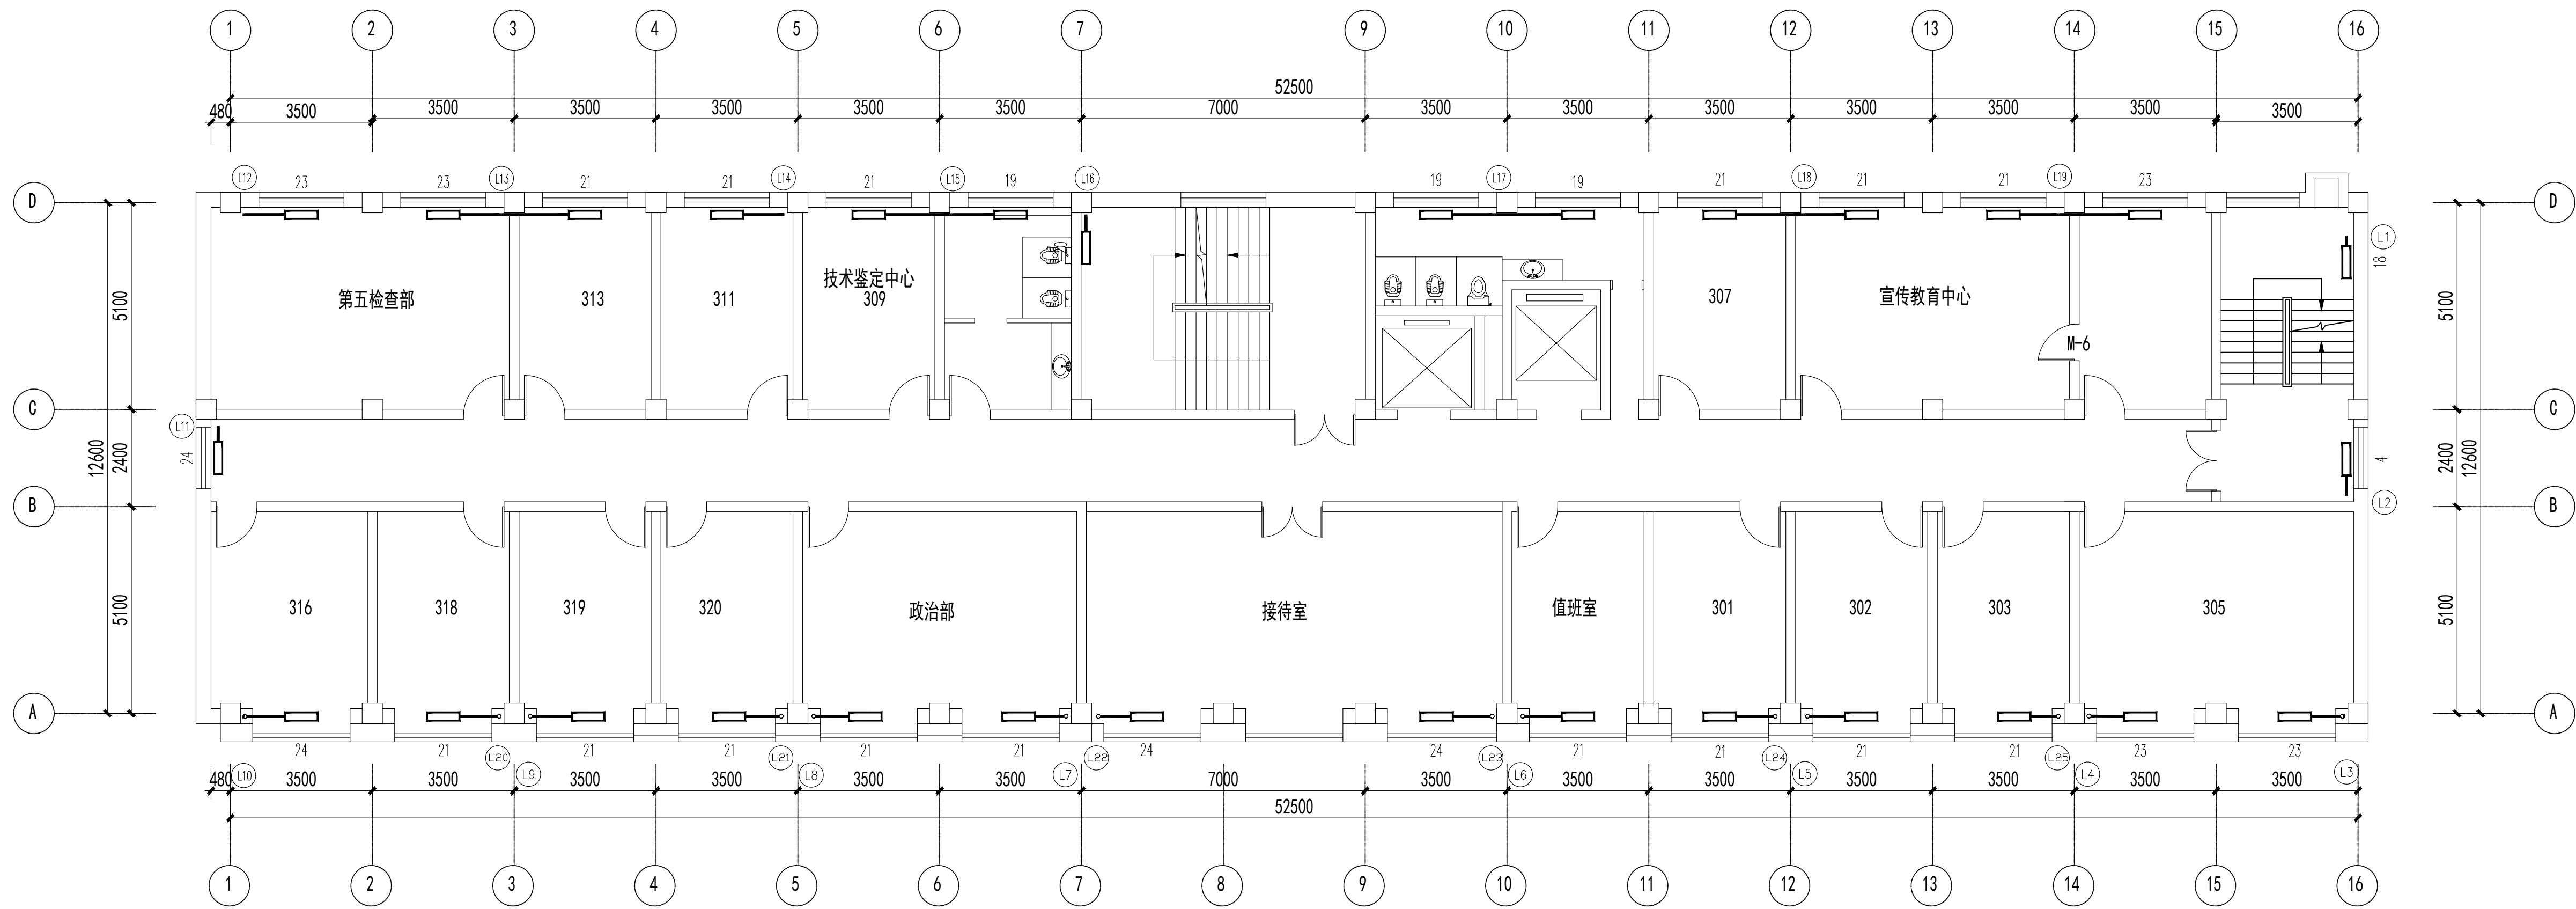 1 2 3 4 5 6 7 9 10 11 12 13 14 15 16
52500
480 3500 3500 3500 3500 3500 3500 7000 3500 3500 3500 3500 3500 3500 3500
L12 23 23 L13 21 21 L14 21 L15 19 L16 19 L17 19 21 L18 21 21 L19 23
D D
L1
18
技术鉴定中心
第五检查部 313 311 309 307 宣传教育中心
5100 5100
M-6
C C
L11
24
12600 2400 4 2400 12600
L2
B B
316 318 319 320 政治部 接待室 值班室 301 302 303 305
5100 5100
A A
24 21 L20 21 21 L21 21 21 L22 24 24 L23 21 21 L24 21 21 L25 23 23
480 L10 3500 3500 L9 3500 3500 L8 3500 3500 L7 7000 3500 L6 3500 3500 L5 3500 3500 L4 3500 3500 L3
52500
1 2 3 4 5 6 7 8 9 10 11 12 13 14 15 16